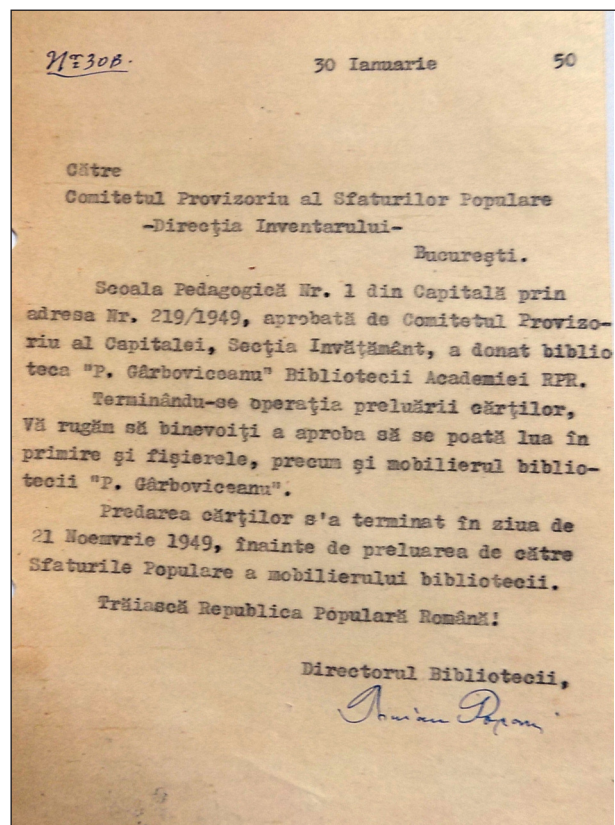 Nr 308.
30 Ianuarie 50
Către
Comitetul Provizoriu al Sfaturilor Populare
-Direcţia Inventarului-
Bucureşti.
Scoala Pedagogică Nr. 1 din Capitală prin
adresa Nr. 219/1949, aprobată de Comitetul Provizo-
riu al Capitalei, Secţia Invăţământ, a donat biblio
teca "P. Gârboviceanu" Bibliotecii Academiei RPR.
Terminându-se operaţia preluării cărţilor,
Vă rugăm să binevoiţi a aproba să se poată lua în
primire şi fişierele, precum şi mobilierul biblio-
tecii "P. Gârboviceanu".
Predarea cărţilor s'a terminat în ziua de
21 Noemvrie 1949, înainte de preluarea de către
Sfaturile Populare a mobilierului bibliotecii.
Trăiască Republica Populară Română!
Directorul Bibliotecii,